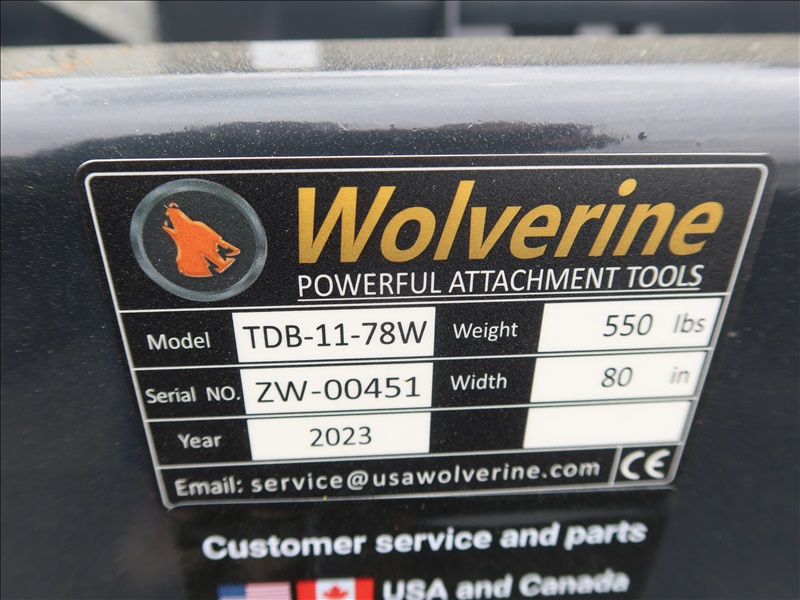 Wolverine
POWERFUL ATTACHMENT TOOLS
Model TDB-11-78W Weight 550 lbs
Serial NO. ZW-00451 Width 80 in
Year 2023
Email: service@usawolverine.com CE
Customer service and parts
USA and Canada